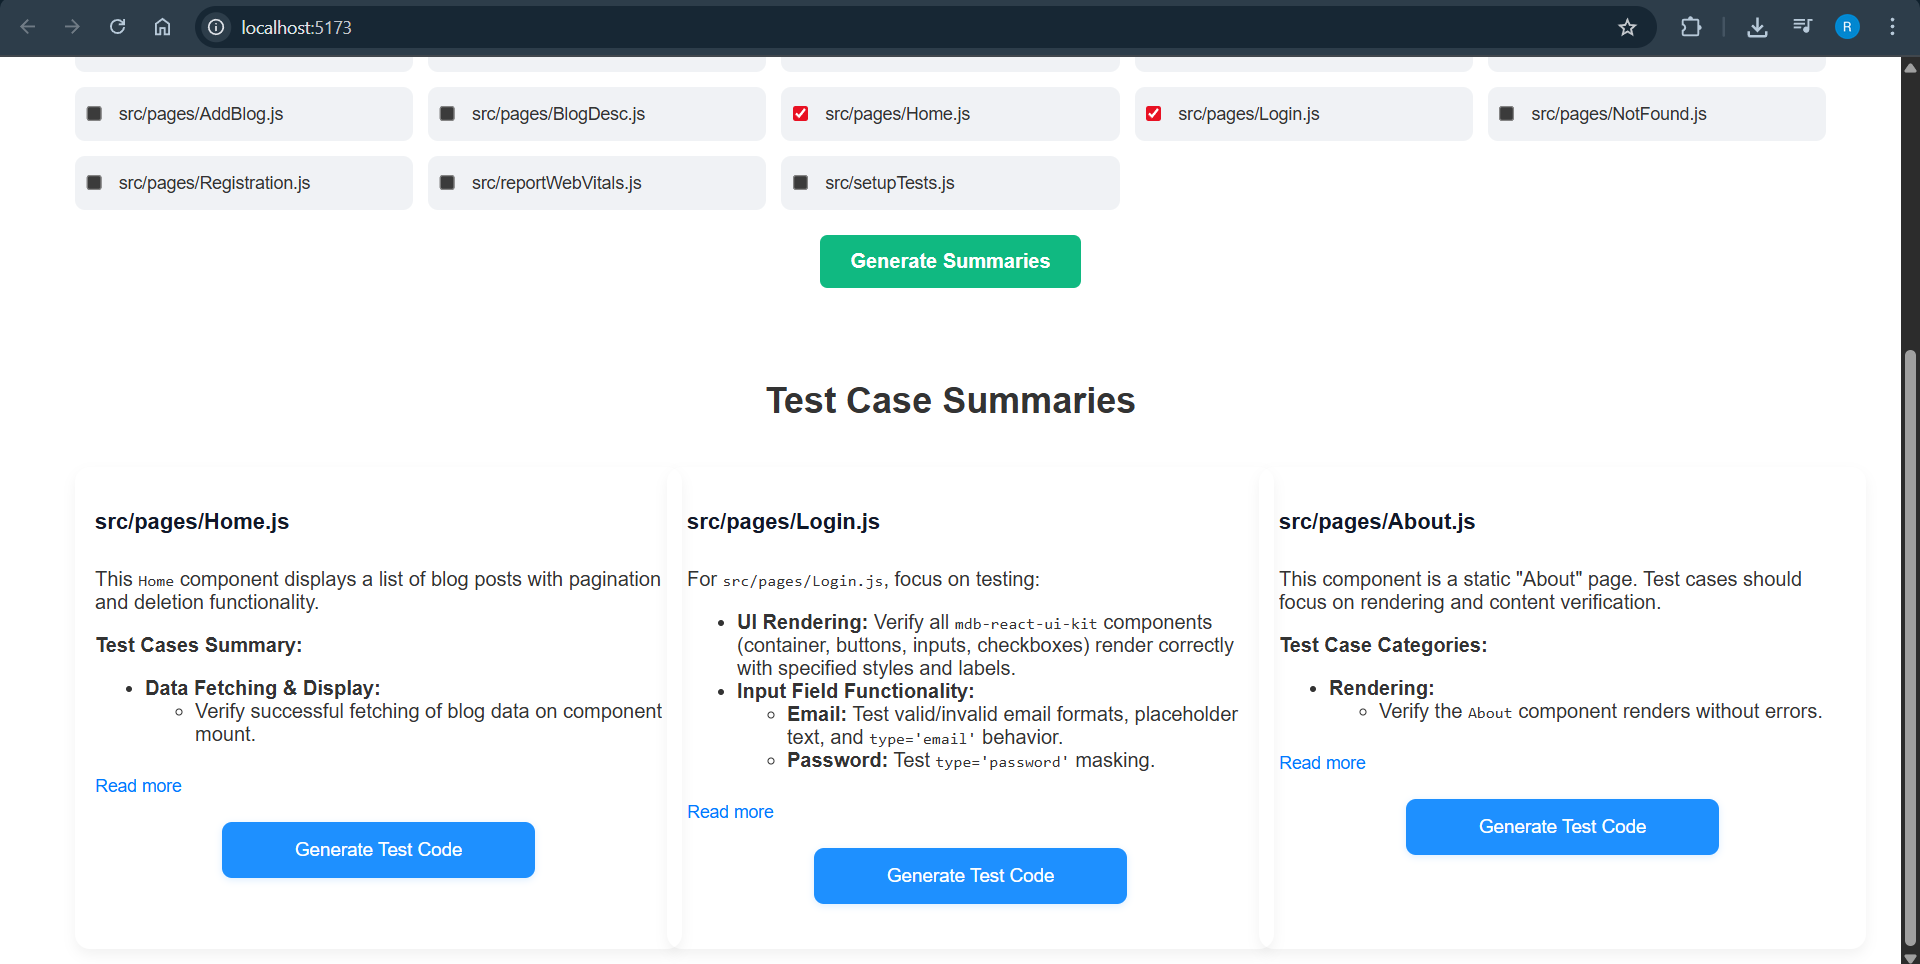 localhost:5173
R
src/pages/AddBlog.js
src/pages/BlogDesc.js
src/pages/Home.js
src/pages/Login.js
src/pages/NotFound.js
src/pages/Registration.js
src/reportWebVitals.js
src/setupTests.js
Generate Summaries
Test Case Summaries
src/pages/Home.js
This Home component displays a list of blog posts with pagination
and deletion functionality.
Test Cases Summary:
Data Fetching & Display:
Verify successful fetching of blog data on component
mount.
Read more
Generate Test Code
src/pages/Login.js
For src/pages/Login.js, focus on testing:
UI Rendering: Verify all mdb-react-ui-kit components
(container, buttons, inputs, checkboxes) render correctly
with specified styles and labels.
Input Field Functionality:
Email: Test valid/invalid email formats, placeholder
text, and type='email' behavior.
Password: Test type='password' masking.
Read more
Generate Test Code
src/pages/About.js
This component is a static "About" page. Test cases should
focus on rendering and content verification.
Test Case Categories:
Rendering:
Verify the About component renders without errors.
Read more
Generate Test Code